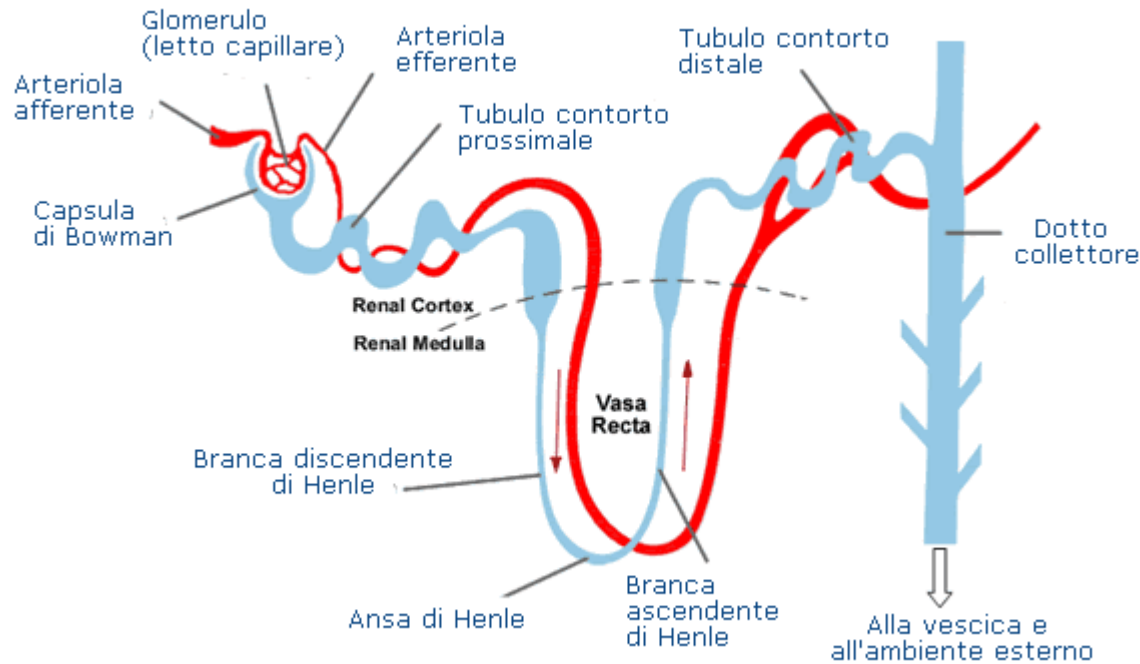 Glomerulo
(letto capillare)
Arteriola
efferente
Tubulo contorto
distale
Arteriola
afferente
Tubulo contorto
prossimale
Capsula
di Bowman
Dotto
collettore
Renal Cortex
Renal Medulla
Vasa
Recta
Branca discendente
di Henle
Ansa di Henle
Branca
ascendente
di Henle
Alla vescica e
all'ambiente esterno